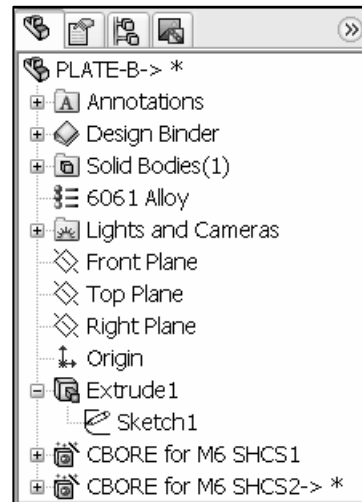 PLATE-B-> *
Annotations
Design Binder
Solid Bodies(1)
6061 Alloy
Lights and Cameras
Front Plane
Top Plane
Right Plane
Origin
Extrude1
Sketch1
CBORE for M6 SHCS1
CBORE for M6 SHCS2-> *